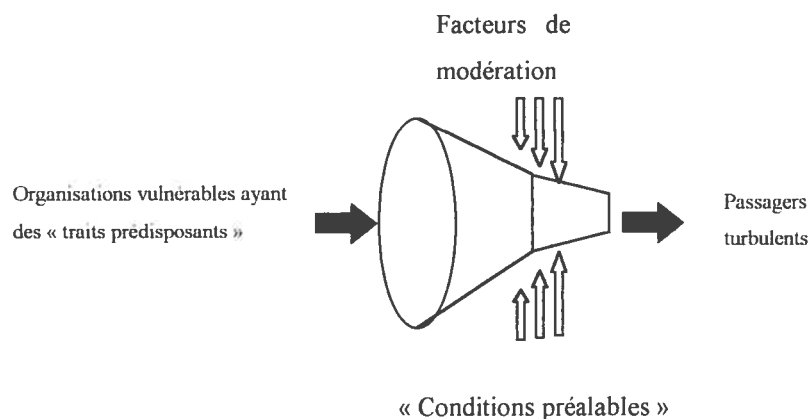 Facteurs de
modération
Organisations vulnérables ayant
des « traits prédisposants »
Passagers
turbulents
« Conditions préalables »